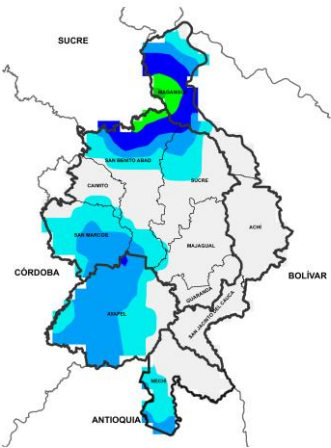 SUCRE
MAGANGUÉ
SAN BENITO ABAD
CAIMITO
SUCRE
SAN MARCOS
ACHÍ
MAJAGUAL
CÓRDOBA
BOLÍVAR
GUARANDA
SAN JACINTO DEL CAUCA
AYAPEL
NECHÍ
ANTIOQUIA